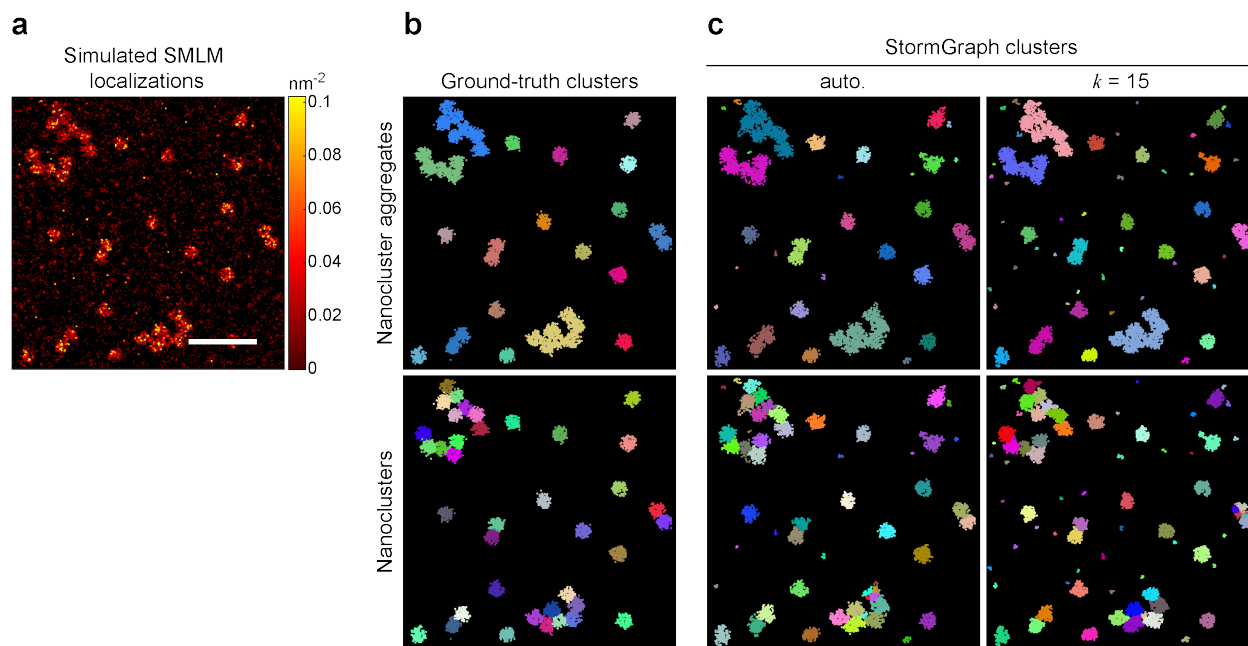 a
Simulated SMLM
localizations
nm-2
0.1
0.08
0.06
0.04
0.02
0
b
Ground-truth clusters
Nanocluster aggregates
Nanoclusters
c
StormGraph clusters
auto.
k = 15